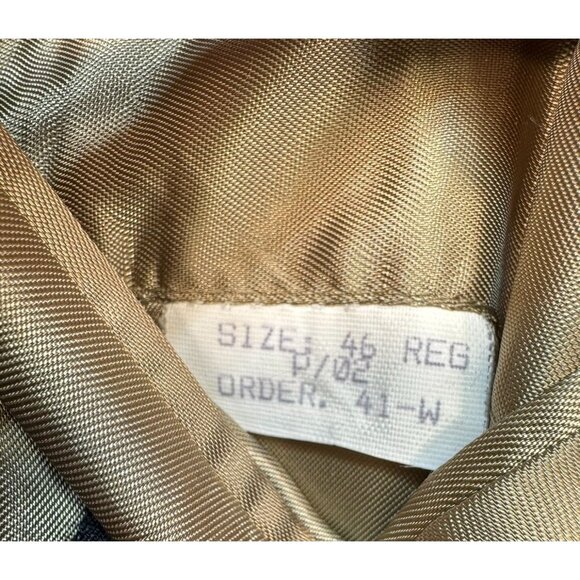 SIZE: 46 REG
P/02
ORDER. 41-W